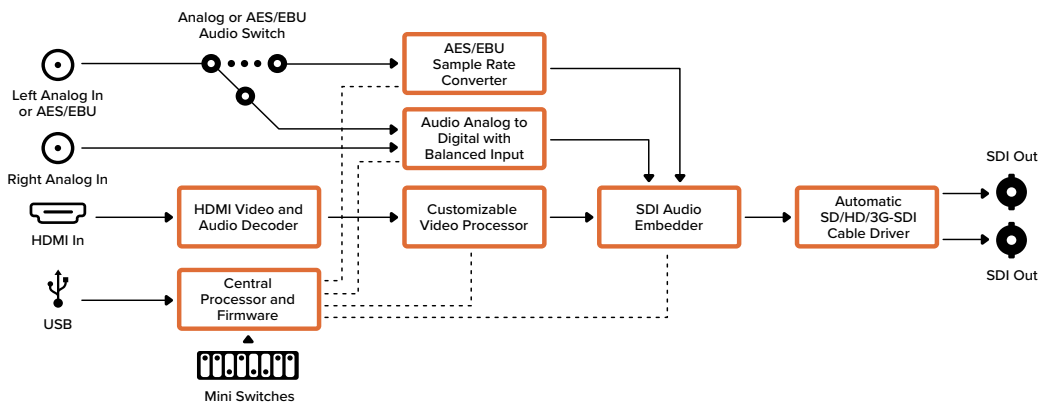 Analog or AES/EBU
Audio Switch
Left Analog In
or AES/EBU
Right Analog In
HDMI In
USB
AES/EBU
Sample Rate
Converter
Audio Analog to
Digital with
Balanced Input
HDMI Video and
Audio Decoder
Customizable
Video Processor
SDI Audio
Embedder
Automatic
SD/HD/3G-SDI
Cable Driver
SDI Out
SDI Out
Central
Processor and
Firmware
Mini Switches